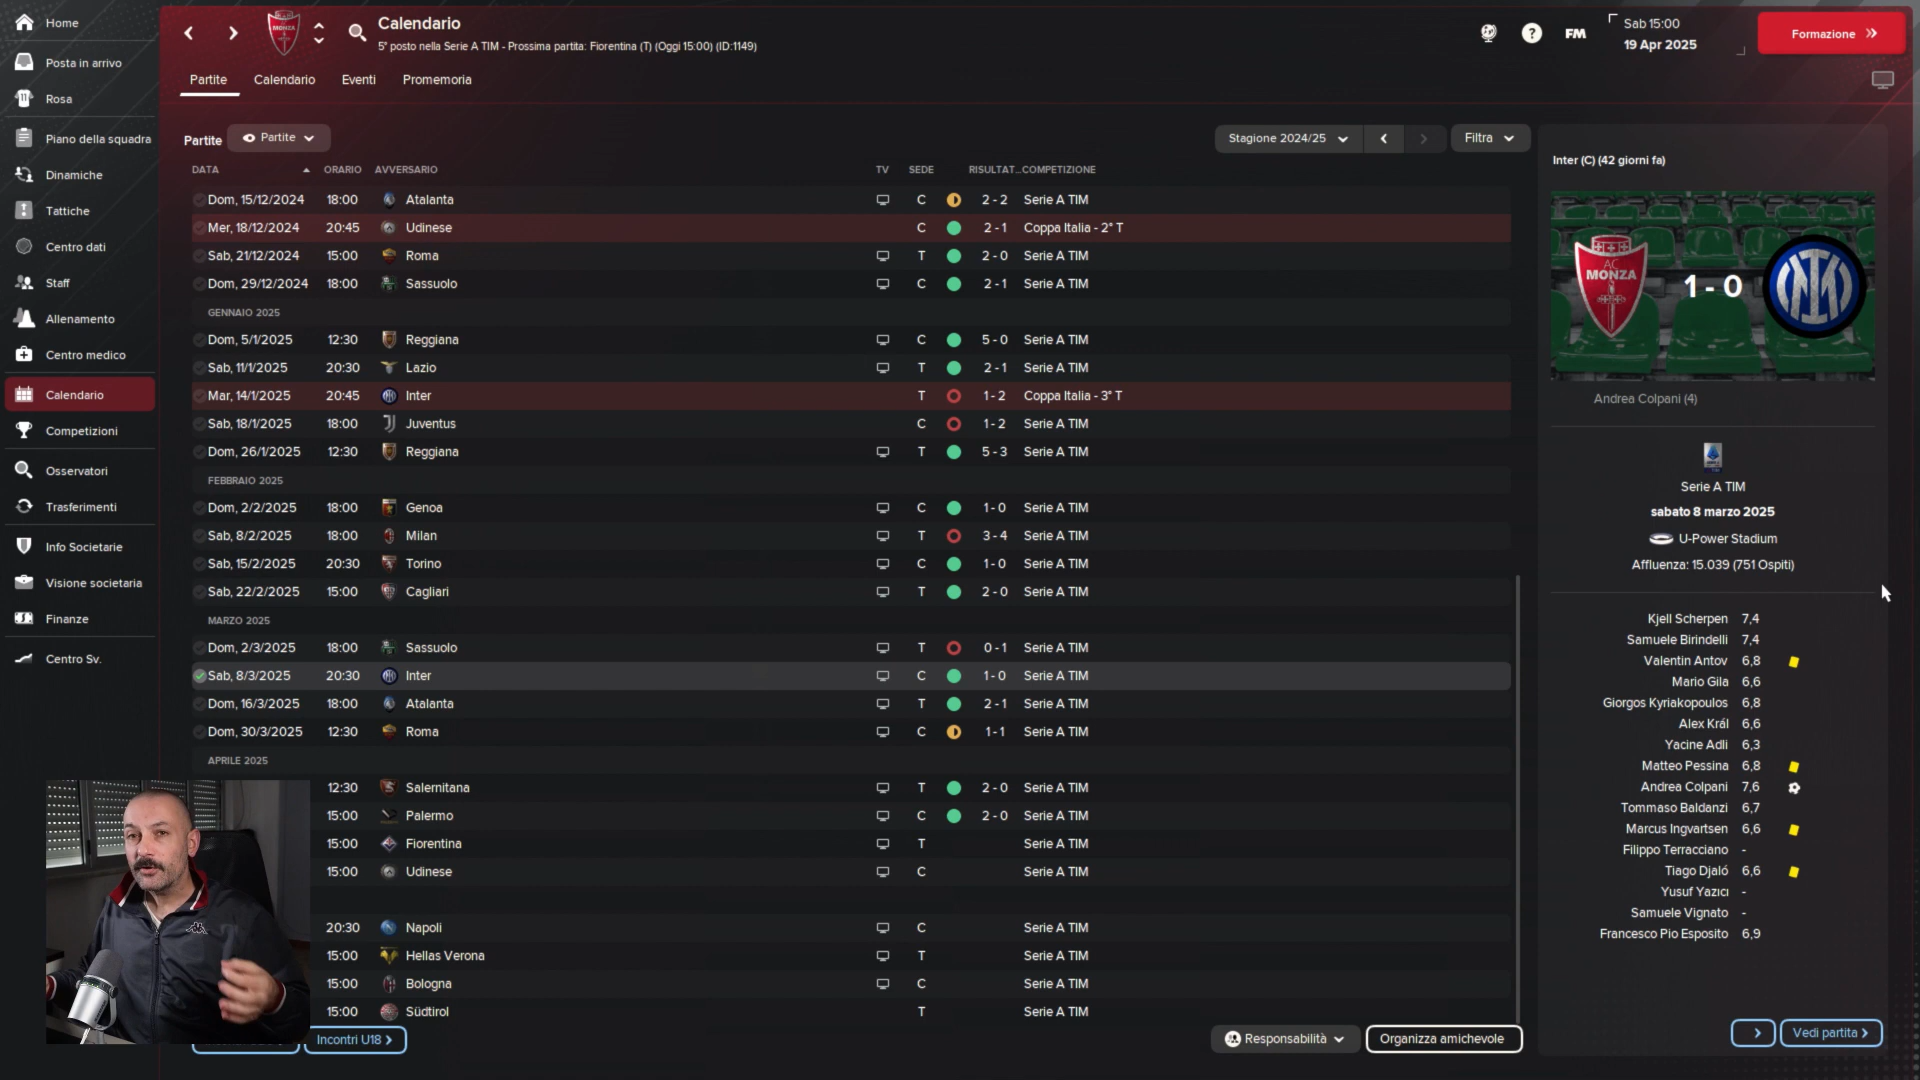 Home
Posta in arrivo
Rosa
Piano della squadra
Dinamiche
Tattiche
Centro dati
Staff
Allenamento
Centro medico
Calendario
Competizioni
Osservatori
Trasferimenti
Info Societarie
Visione societaria
Finanze
Centro Sv.
Calendario
5° posto nella Serie A TIM - Prossima partita: Fiorentina (T) (Oggi 15:00) (ID:1149)
FM
Sab 15:00
19 Apr 2025
Formazione
Partite Calendario Eventi Promemoria
Partite Partite Stagione 2024/25 Filtra
DATA ORARIO AVVERSARIO TV SEDE RISULTAT... COMPETIZIONE
Dom, 15/12/2024 18:00 Atalanta C 2 - 2 Serie A TIM
Mer, 18/12/2024 20:45 Udinese C 2 - 1 Coppa Italia - 2° T
Sab, 21/12/2024 15:00 Roma T 2 - 0 Serie A TIM
Dom, 29/12/2024 18:00 Sassuolo C 2 - 1 Serie A TIM
GENNAIO 2025
Dom, 5/1/2025 12:30 Reggiana C 5 - 0 Serie A TIM
Sab, 11/1/2025 20:30 Lazio T 2 - 1 Serie A TIM
Mar, 14/1/2025 20:45 Inter T 1 - 2 Coppa Italia - 3° T
Sab, 18/1/2025 18:00 Juventus C 1 - 2 Serie A TIM
Dom, 26/1/2025 12:30 Reggiana T 5 - 3 Serie A TIM
FEBBRAIO 2025
Dom, 2/2/2025 18:00 Genoa C 1 - 0 Serie A TIM
Sab, 8/2/2025 18:00 Milan T 3 - 4 Serie A TIM
Sab, 15/2/2025 20:30 Torino C 1 - 0 Serie A TIM
Sab, 22/2/2025 15:00 Cagliari T 2 - 0 Serie A TIM
MARZO 2025
Dom, 2/3/2025 18:00 Sassuolo T 0 - 1 Serie A TIM
Sab, 8/3/2025 20:30 Inter C 1 - 0 Serie A TIM
Dom, 16/3/2025 18:00 Atalanta T 2 - 1 Serie A TIM
Dom, 30/3/2025 12:30 Roma C 1 - 1 Serie A TIM
APRILE 2025
12:30 Salernitana T 2 - 0 Serie A TIM
15:00 Palermo C 2 - 0 Serie A TIM
15:00 Fiorentina T Serie A TIM
15:00 Udinese C Serie A TIM
20:30 Napoli C Serie A TIM
15:00 Hellas Verona T Serie A TIM
15:00 Bologna C Serie A TIM
15:00 Südtirol T Serie A TIM
Incontri U18
Responsabilità
Organizza amichevole
Inter (C) (42 giorni fa)
A.C.
MONZA
1 - 0
Andrea Colpani (4)
Serie A TIM
sabato 8 marzo 2025
U-Power Stadium
Affluenza: 15.039 (751 Ospiti)
Kjell Scherpen 7,4
Samuele Birindelli 7,4
Valentin Antov 6,8
Mario Gila 6,6
Giorgos Kyriakopoulos 6,8
Alex Král 6,6
Yacine Adli 6,3
Matteo Pessina 6,8
Andrea Colpani 7,6
Tommaso Baldanzi 6,7
Marcus Ingvartsen 6,6
Filippo Terracciano -
Tiago Djaló 6,6
Yusuf Yazıcı -
Samuele Vignato -
Francesco Pio Esposito 6,9
Vedi partita